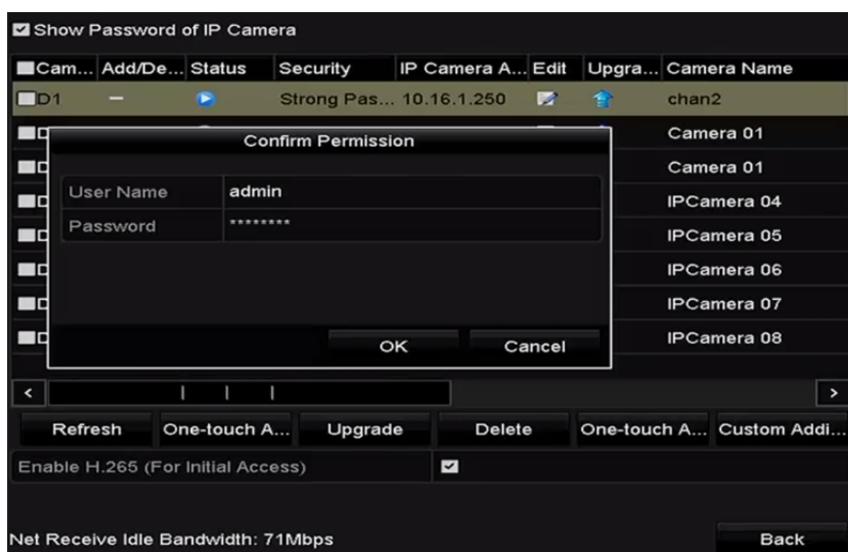 Show Password of IP Camera
Cam... Add/De... Status Security IP Camera A... Edit Upgra... Camera Name
D1 – Strong Pas... 10.16.1.250 chan2
D Camera 01
Confirm Permission
D Camera 01
User Name admin
D IPCamera 04
Password ********
D IPCamera 05
D IPCamera 06
D IPCamera 07
D IPCamera 08
OK Cancel
< >
Refresh One-touch A... Upgrade Delete One-touch A... Custom Addi...
Enable H.265 (For Initial Access)
Net Receive Idle Bandwidth: 71Mbps Back